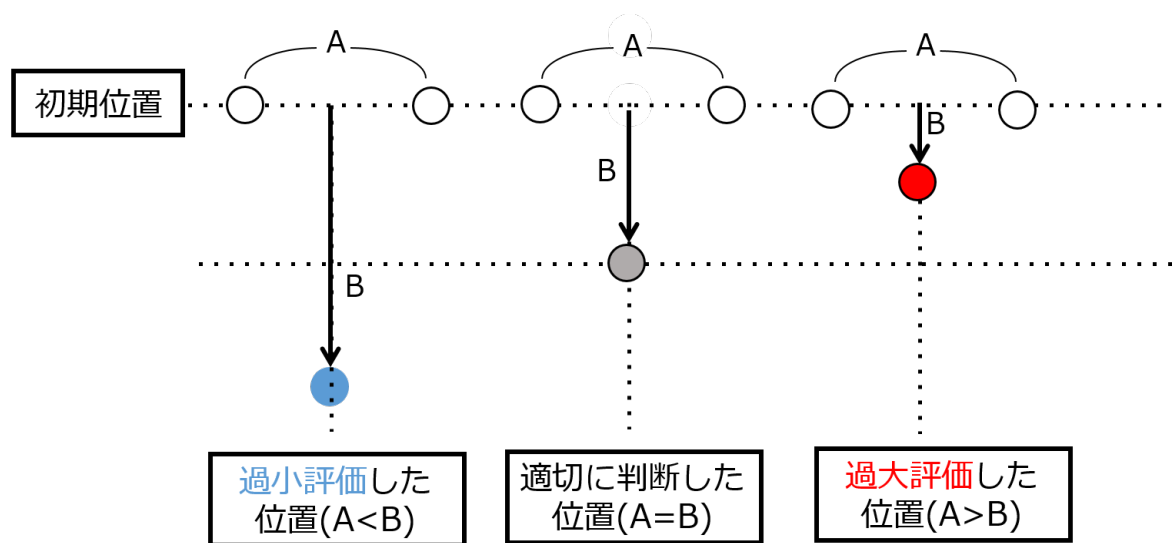 A
A
A
初期位置
B
B
B
過小評価した
位置(A<B)
適切に判断した
位置(A=B)
過大評価した
位置(A>B)